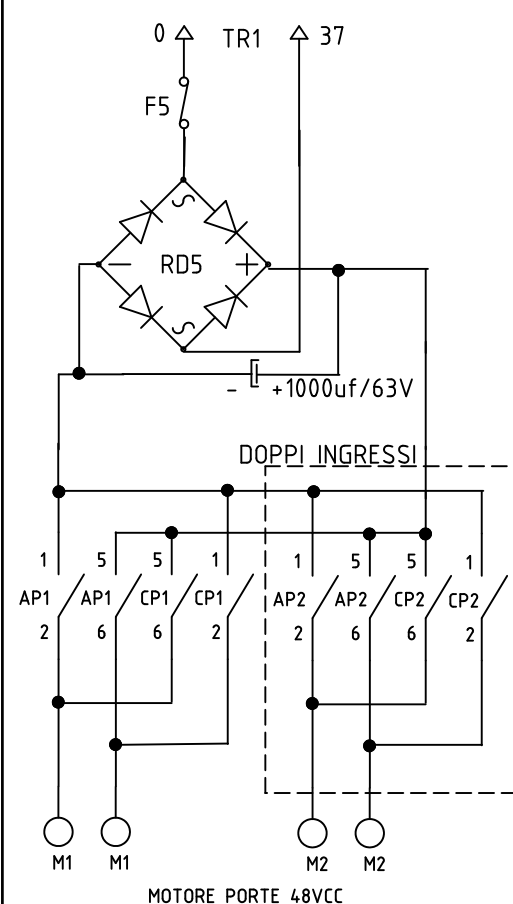 0 TR1 37
F5
− RD5 +
- +1000uf/63V
DOPPI INGRESSI
1 5 5 1 1 5 5 1
AP1 AP1 CP1 CP1 AP2 AP2 CP2 CP2
2 6 6 2 2 6 6 2
M1 M1 M2 M2
MOTORE PORTE 48VCC